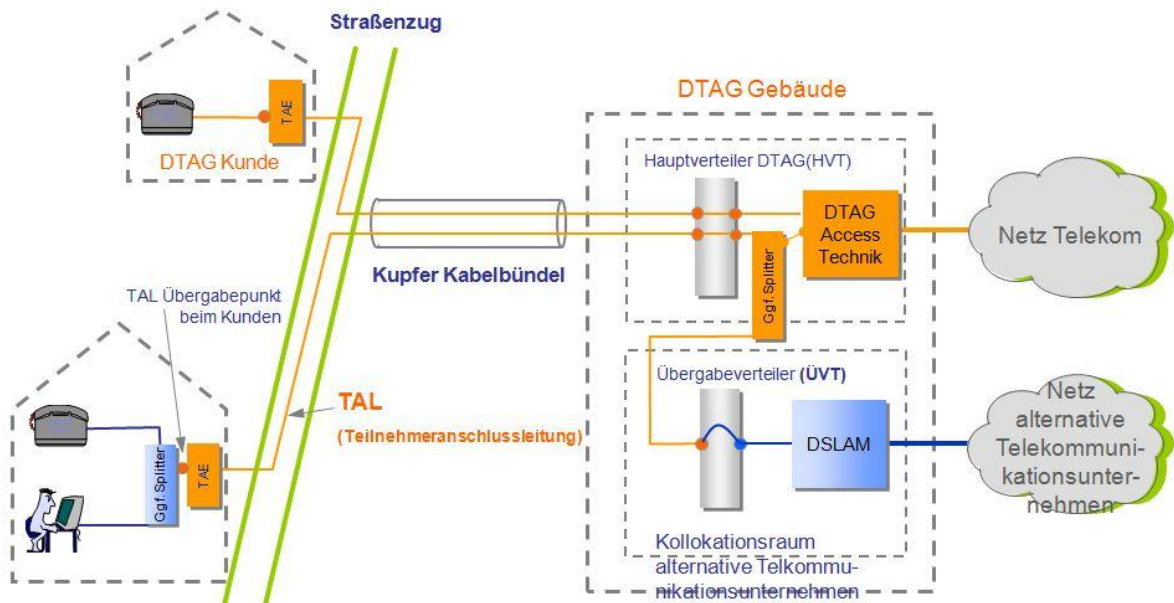 Straßenzug
TAE
DTAG Kunde
DTAG Gebäude
Hauptverteiler DTAG(HVT)
DTAG
Access
Technik
Netz Telekom
Kupfer Kabelbündel
Ggf. Splitter
TAL Übergabepunkt
beim Kunden
TAL
(Teilnehmeranschlussleitung)
Ggf. Splitter
TAE
Übergabeverteiler (ÜVT)
DSLAM
Netz
alternative
Telekommuni-
kationsunter-
nehmen
Kollokationsraum
alternative Telkommu-
nikationsunternehmen